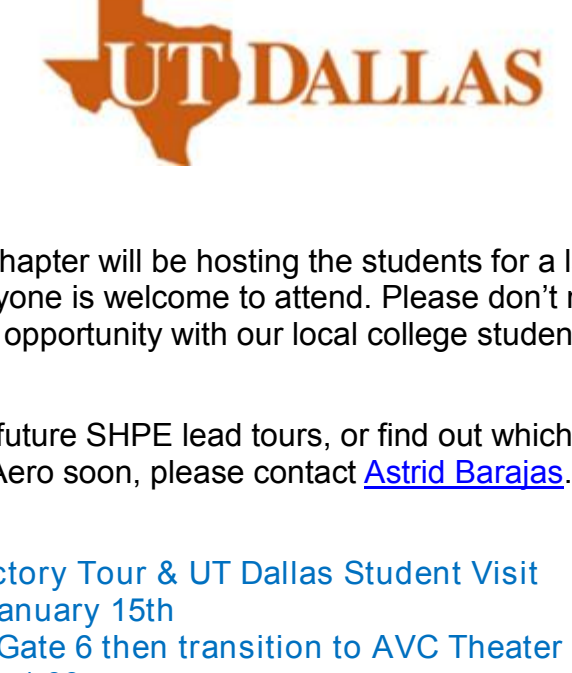 UT DALLAS
hapter will be hosting the students for a l
yone is welcome to attend. Please don't
opportunity with our local college studen
future SHPE lead tours, or find out which
Aero soon, please contact Astrid Barajas.
ctory Tour & UT Dallas Student Visit
anuary 15th
Gate 6 then transition to AVC Theater